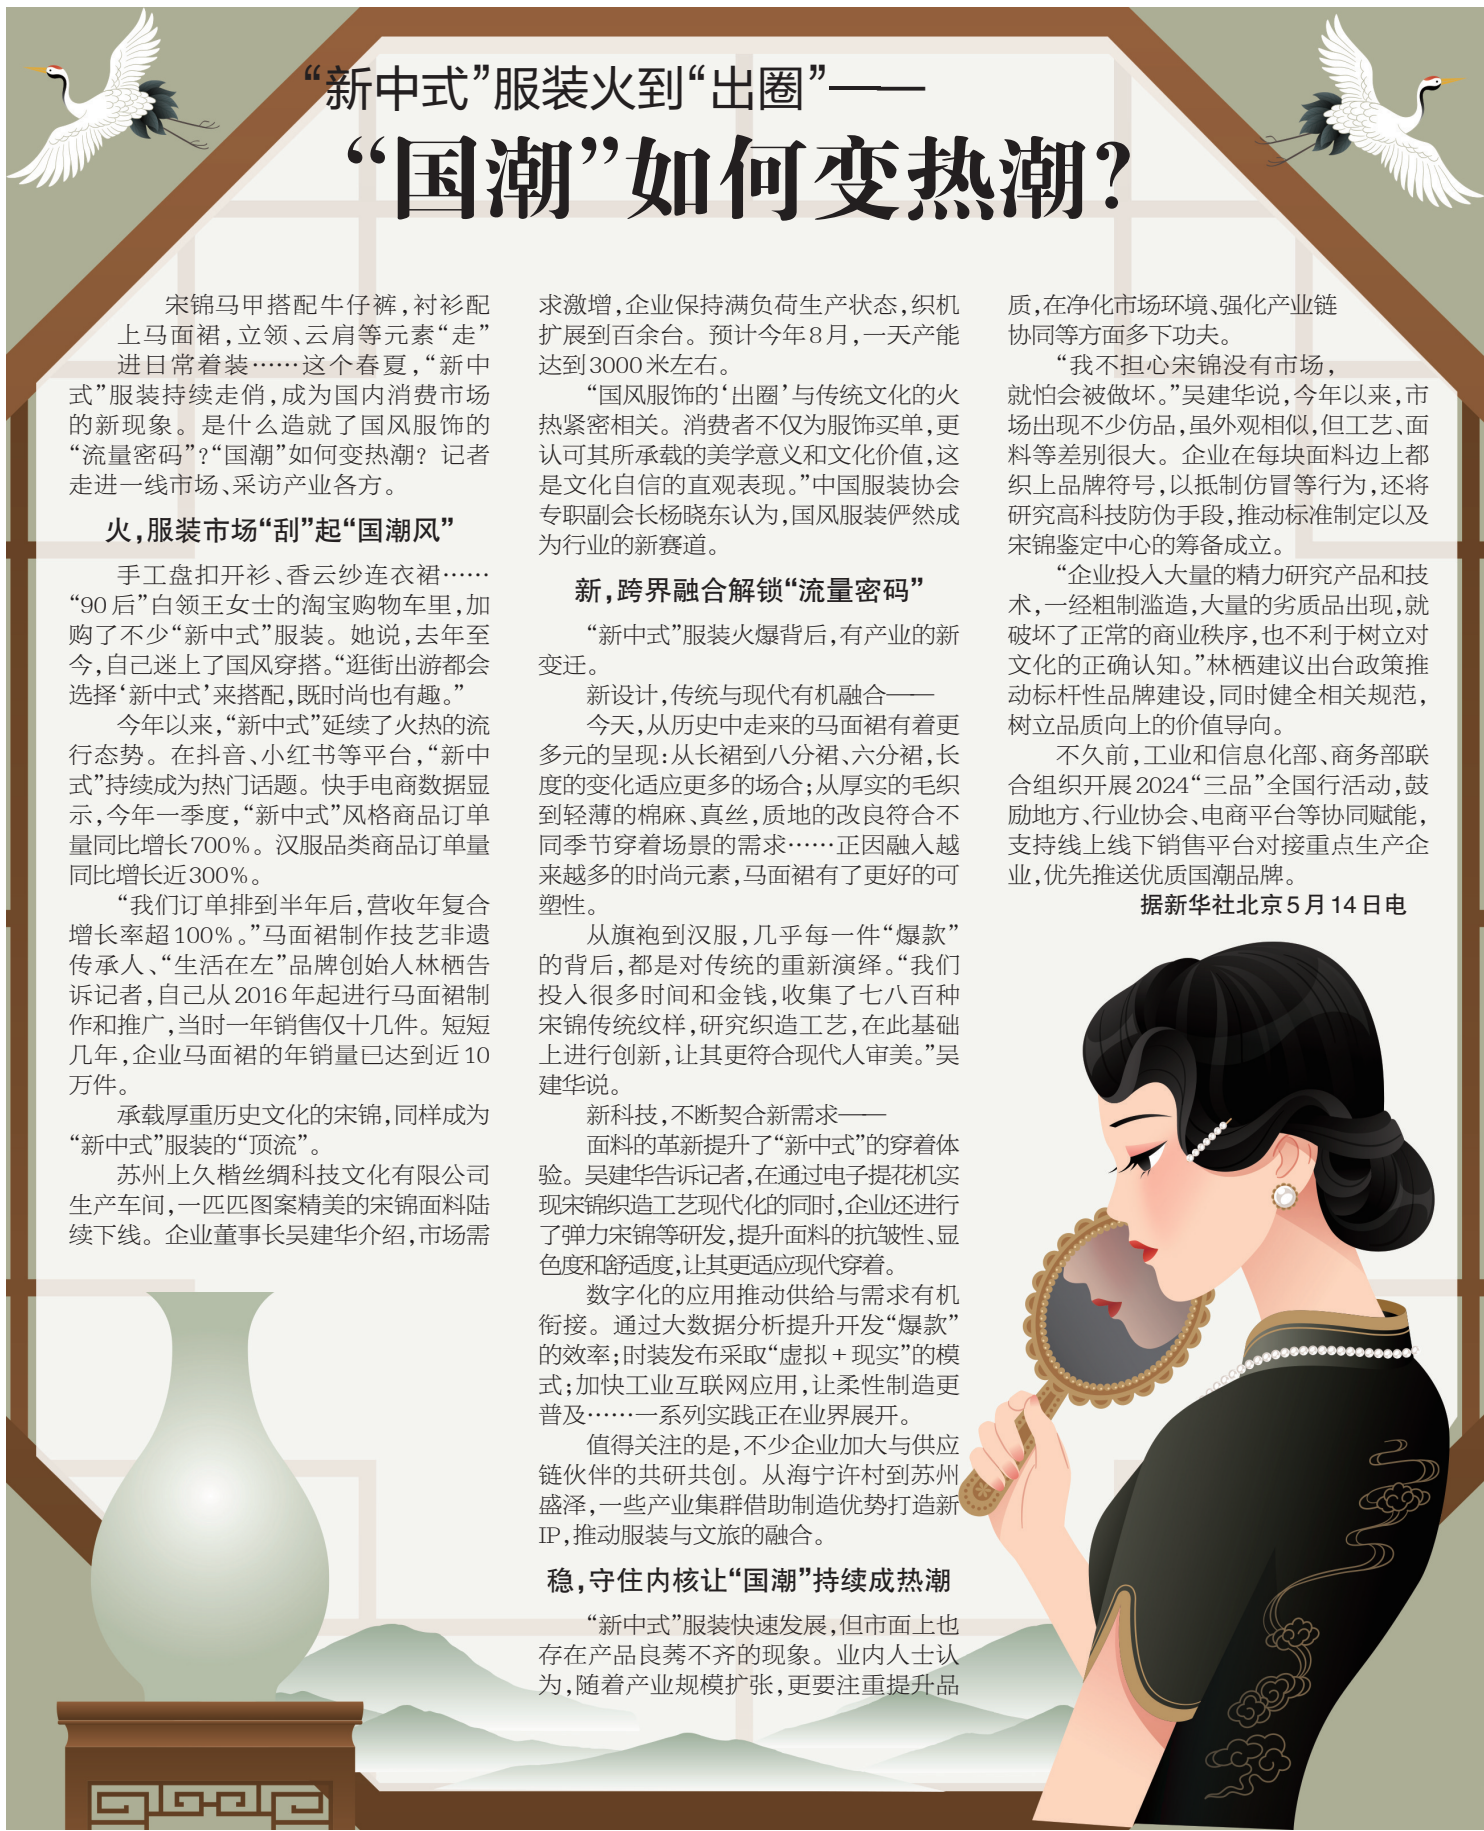 “新中式”服装火到“出圈”——
“国潮”如何变热潮?
宋锦马甲搭配牛仔裤,衬衫配
上马面裙,立领、云肩等元素“走”
进日常着装……这个春夏,“新中
式”服装持续走俏,成为国内消费市场
的新现象。是什么造就了国风服饰的
“流量密码”?“国潮”如何变热潮?记者
走进一线市场、采访产业各方。
火,服装市场“刮”起“国潮风”
手工盘扣开衫、香云纱连衣裙……
“90后”白领王女士的淘宝购物车里,加
购了不少“新中式”服装。她说,去年至
今,自己迷上了国风穿搭。“逛街出游都会
选择‘新中式’来搭配,既时尚也有趣。”
今年以来,“新中式”延续了火热的流
行态势。在抖音、小红书等平台,“新中
式”持续成为热门话题。快手电商数据显
示,今年一季度,“新中式”风格商品订单
量同比增长700%。汉服品类商品订单量
同比增长近300%。
“我们订单排到半年后,营收年复合
增长率超100%。”马面裙制作技艺非遗
传承人、“生活在左”品牌创始人林栖告
诉记者,自己从2016年起进行马面裙制
作和推广,当时一年销售仅十几件。短短
几年,企业马面裙的年销量已达到近10
万件。
承载厚重历史文化的宋锦,同样成为
“新中式”服装的“顶流”。
苏州上久楷丝绸科技文化有限公司
生产车间,一匹匹图案精美的宋锦面料陆
续下线。企业董事长吴建华介绍,市场需
求激增,企业保持满负荷生产状态,织机
扩展到百余台。预计今年8月,一天产能
达到3000米左右。
“国风服饰的‘出圈’与传统文化的火
热紧密相关。消费者不仅为服饰买单,更
认可其所承载的美学意义和文化价值,这
是文化自信的直观表现。”中国服装协会
专职副会长杨晓东认为,国风服装俨然成
为行业的新赛道。
新,跨界融合解锁“流量密码”
“新中式”服装火爆背后,有产业的新
变迁。
新设计,传统与现代有机融合——
今天,从历史中走来的马面裙有着更
多元的呈现:从长裙到八分裙、六分裙,长
度的变化适应更多的场合;从厚实的毛织
到轻薄的棉麻、真丝,质地的改良符合不
同季节穿着场景的需求……正因融入越
来越多的时尚元素,马面裙有了更好的可
塑性。
从旗袍到汉服,几乎每一件“爆款”
的背后,都是对传统的重新演绎。“我们
投入很多时间和金钱,收集了七八百种
宋锦传统纹样,研究织造工艺,在此基础
上进行创新,让其更符合现代人审美。”吴
建华说。
新科技,不断契合新需求——
面料的革新提升了“新中式”的穿着体
验。吴建华告诉记者,在通过电子提花机实
现宋锦织造工艺现代化的同时,企业还进行
了弹力宋锦等研发,提升面料的抗皱性、显
色度和舒适度,让其更适应现代穿着。
数字化的应用推动供给与需求有机
衔接。通过大数据分析提升开发“爆款”
的效率;时装发布采取“虚拟+现实”的模
式;加快工业互联网应用,让柔性制造更
普及……一系列实践正在业界展开。
值得关注的是,不少企业加大与供应
链伙伴的共研共创。从海宁许村到苏州
盛泽,一些产业集群借助制造优势打造新
IP,推动服装与文旅的融合。
稳,守住内核让“国潮”持续成热潮
“新中式”服装快速发展,但市面上也
存在产品良莠不齐的现象。业内人士认
为,随着产业规模扩张,更要注重提升品
质,在净化市场环境、强化产业链
协同等方面多下功夫。
“我不担心宋锦没有市场,
就怕会被做坏。”吴建华说,今年以来,市
场出现不少仿品,虽外观相似,但工艺、面
料等差别很大。企业在每块面料边上都
织上品牌符号,以抵制仿冒等行为,还将
研究高科技防伪手段,推动标准制定以及
宋锦鉴定中心的筹备成立。
“企业投入大量的精力研究产品和技
术,一经粗制滥造,大量的劣质品出现,就
破坏了正常的商业秩序,也不利于树立对
文化的正确认知。”林栖建议出台政策推
动标杆性品牌建设,同时健全相关规范,
树立品质向上的价值导向。
不久前,工业和信息化部、商务部联
合组织开展2024“三品”全国行活动,鼓
励地方、行业协会、电商平台等协同赋能,
支持线上线下销售平台对接重点生产企
业,优先推送优质国潮品牌。
据新华社北京5月14日电